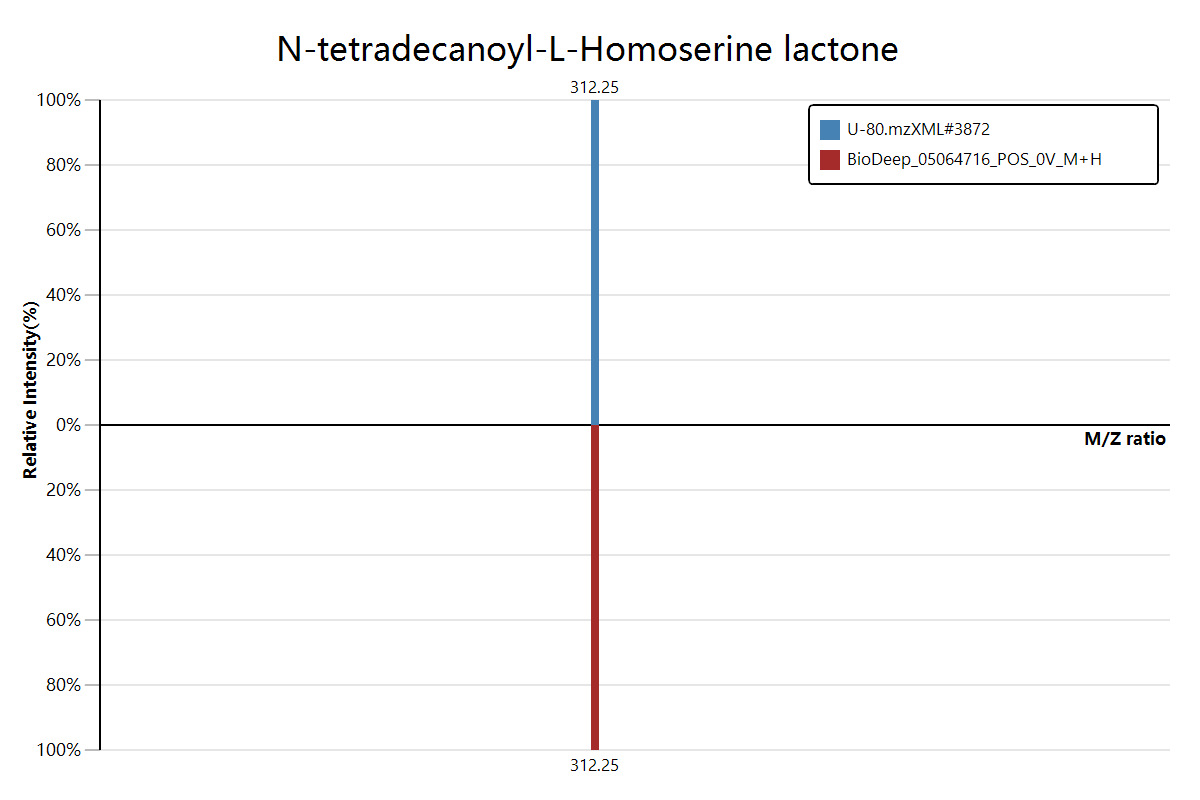 N-tetradecanoyl-L-Homoserine lactone
312.25
U-80.mzXML#3872
BioDeep_05064716_POS_0V_M+H
100%
80%
60%
40%
20%
0%
20%
40%
60%
80%
100%
Relative Intensity(%)
M/Z ratio
312.25